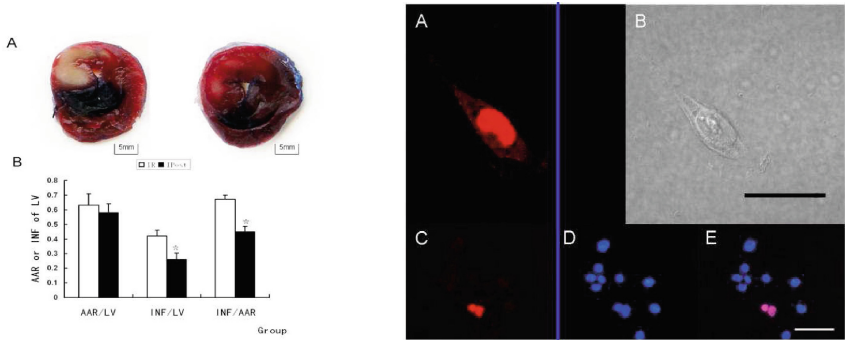 A
5mm
5mm
B
IR IPost
0.8
0.7
0.6
0.5
0.4
0.3
0.2
0.1
0
AAR or INF of LV
*
*
AAR/LV INF/LV INF/AAR
Group
A
B
C
D
E